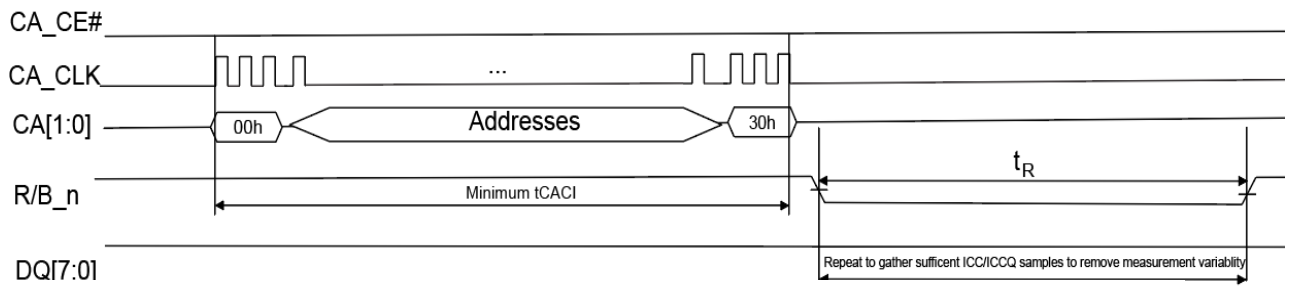 CA_CE#
CA_CLK
...
CA[1:0]
00h
Addresses
30h
R/B_n
Minimum tCACI
tR
DQ[7:0]
Repeat to gather sufficent ICC/ICCQ samples to remove measurement variablity